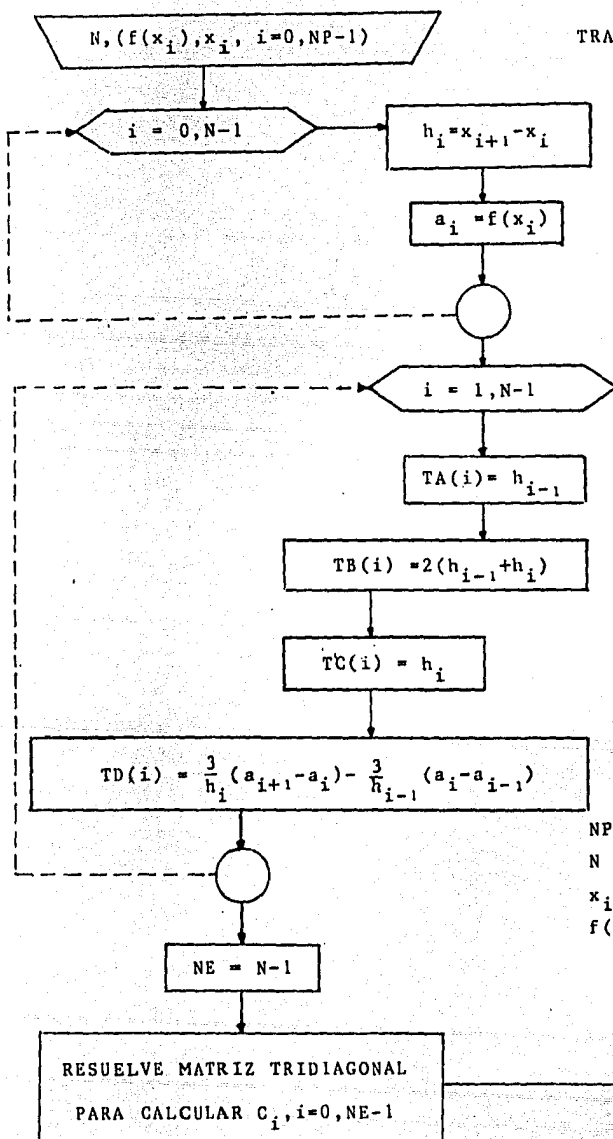 N,(f(x_i),x_i, i=0,NP-1)
TRA
i = 0,N-1
h_i=x_{i+1}-x_i
a_i =f(x_i)
i = 1,N-1
TA(i)= h_{i-1}
TB(i) =2(h_{i-1}+h_i)
TC(i) = h_i
TD(i) = \frac{3}{h_i}(a_{i+1}-a_i)- \frac{3}{h_{i-1}} (a_i-a_{i-1})
NP
N
x_i
f(
NE = N-1
RESUELVE MATRIZ TRIDIAGONAL
PARA CALCULAR C_i,i=0,NE-1